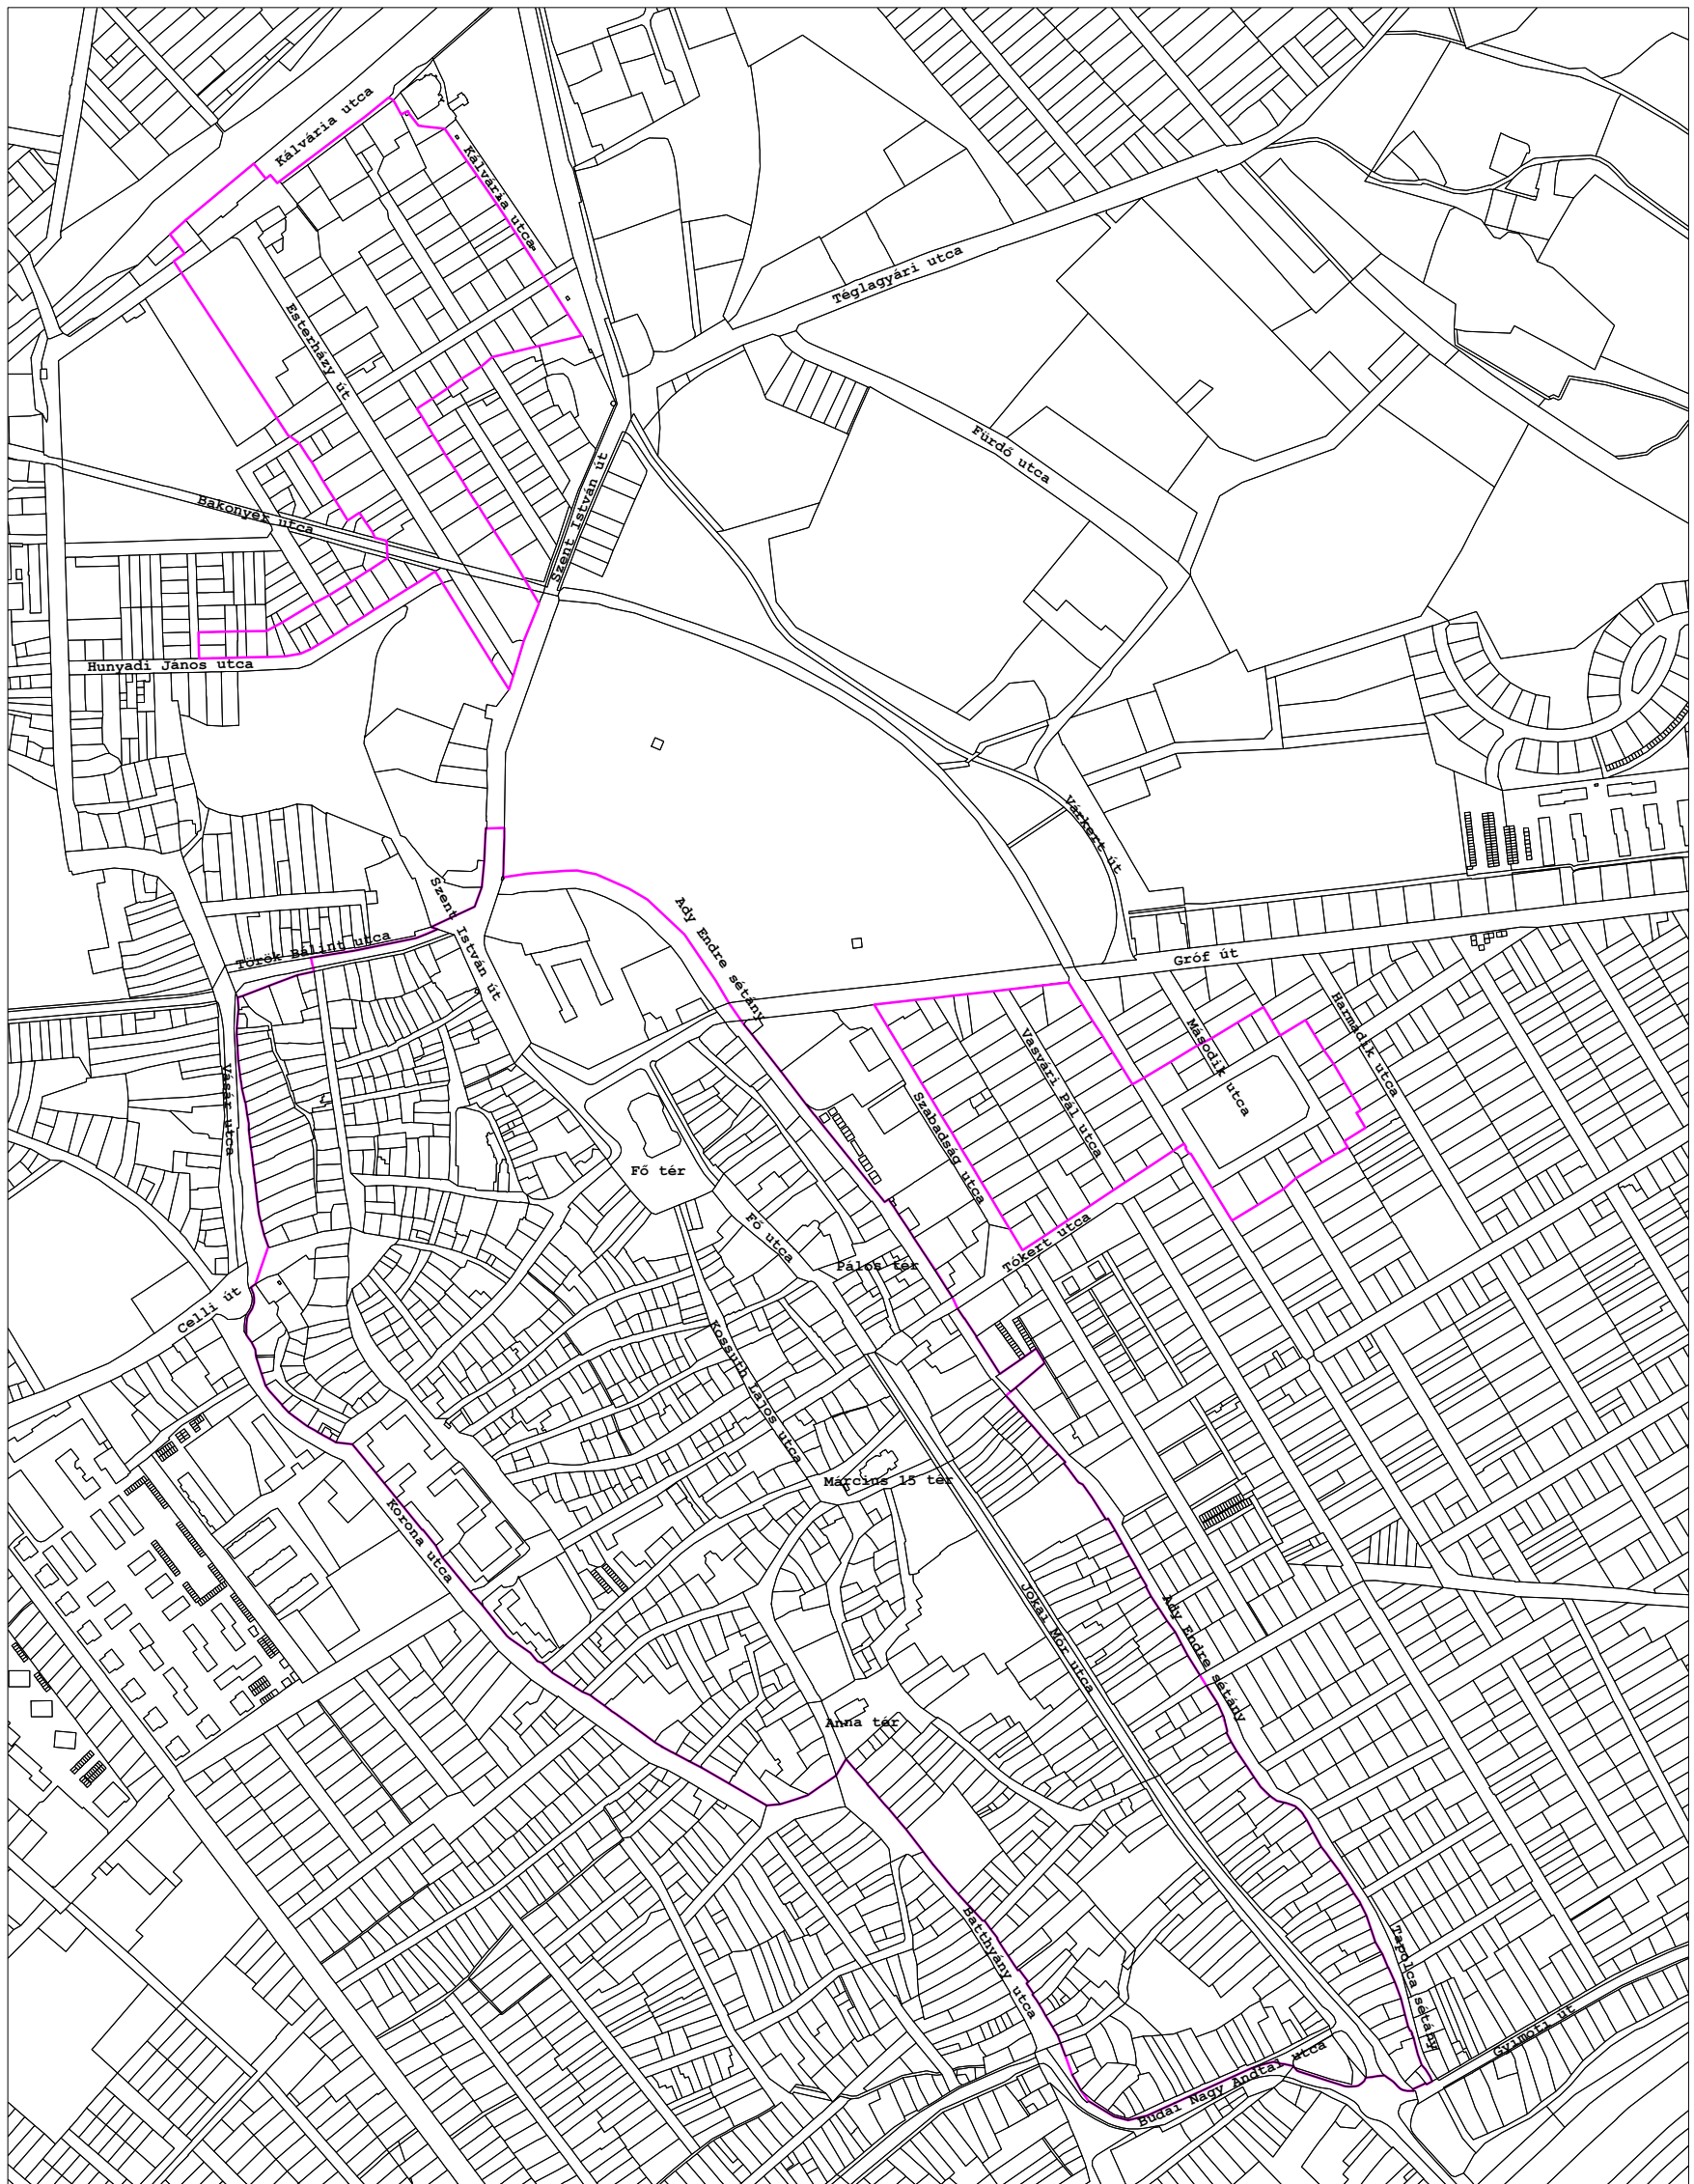 Kálvária utca
Kálvária utca
Téglagyári utca
Esterházy út
Fürdő utca
Szent István út
Bakonyér utca
Hunyadi János utca
Várkert út
Szent István út
Ady Endre sétány
Török Bálint utca
Gróf út
Harmadik utca
Második utca
Vasvári Pál utca
Vásár utca
Szabadság utca
Fő tér
Fő utca
Tókert utca
Pálos tér
Celli út
Kossuth Lajos utca
Március 15 tér
Korona utca
Jókai Mór utca
Ady Endre sétány
Anna tér
Batthyány utca
Tapolca sétány
Gyimóti út
Budai Nagy Andtal utca